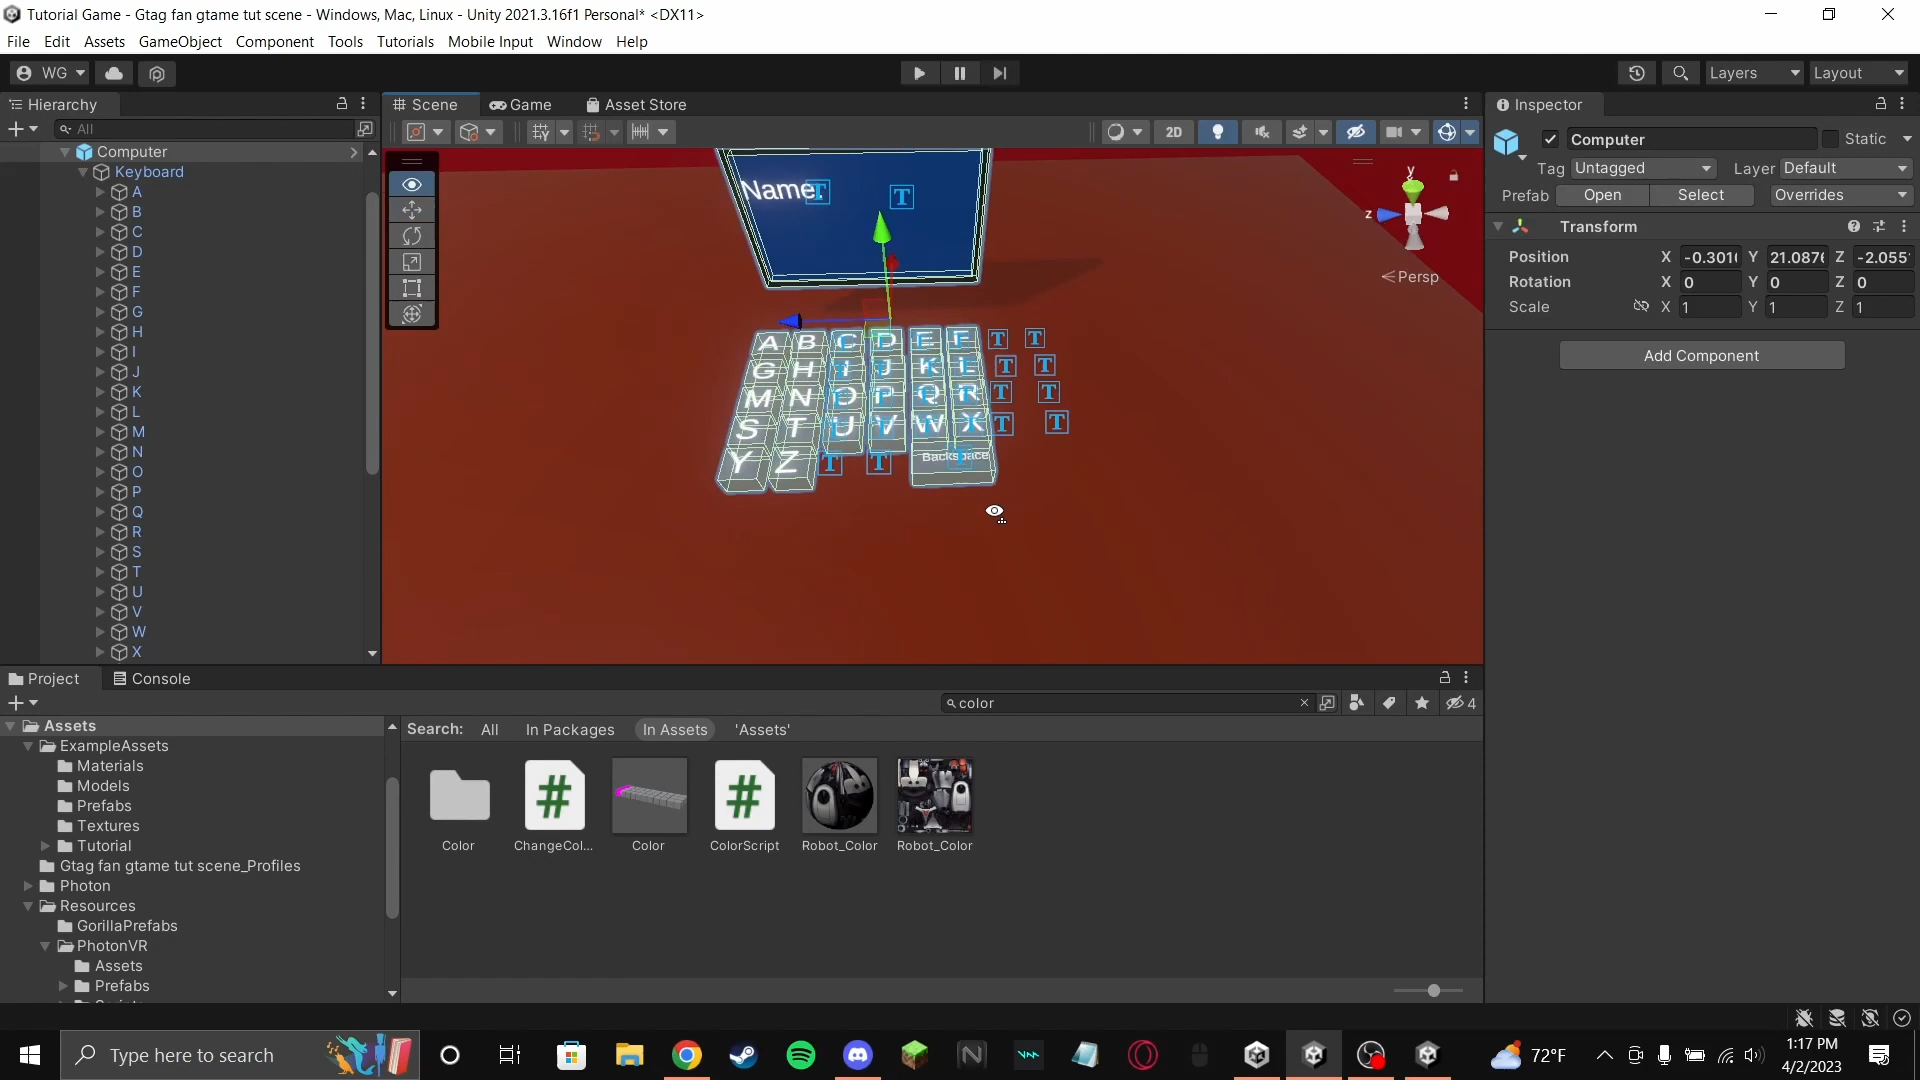 Tutorial Game - Gtag fan gtame tut scene - Windows, Mac, Linux - Unity 2021.3.16f1 Personal* <DX11>
File Edit Assets GameObject Component Tools Tutorials Mobile Input Window Help
WG Layers Layout
Hierarchy
All
Computer
Keyboard
A
B
C
D
E
F
G
H
I
J
K
L
M
N
O
P
Q
R
S
T
U
V
W
X
Scene Game Asset Store
2D
Name
y
z
Persp
A B C D E F
G H I J K L
M N O P Q R
S T U V W X
Y Z Backspace
Inspector
Computer Static
Tag Untagged Layer Default
Prefab Open Select Overrides
Transform
Position X -0.301 Y 21.087 Z -2.055
Rotation X 0 Y 0 Z 0
Scale X 1 Y 1 Z 1
Add Component
Project Console
color
4
Assets
ExampleAssets
Materials
Models
Prefabs
Textures
Tutorial
Gtag fan gtame tut scene_Profiles
Photon
Resources
GorillaPrefabs
PhotonVR
Assets
Prefabs
Search: All In Packages In Assets 'Assets'
Color ChangeCol... Color ColorScript Robot_Color Robot_Color
Type here to search
72°F
1:17 PM
4/2/2023